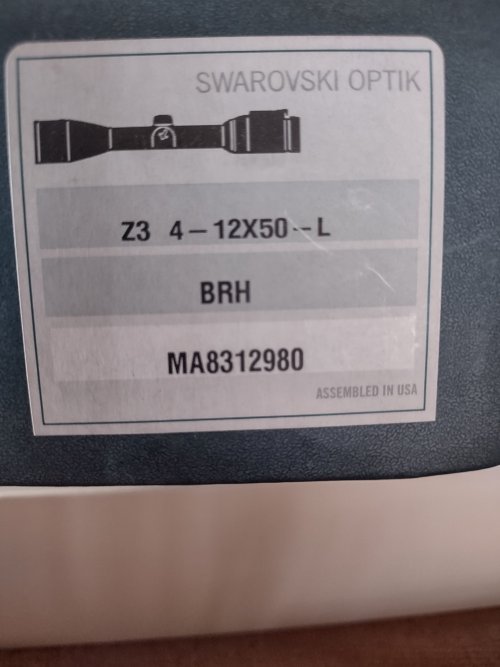 SWAROVSKI OPTIK
Z3 4–12X50–L
BRH
MA8312980
ASSEMBLED IN USA